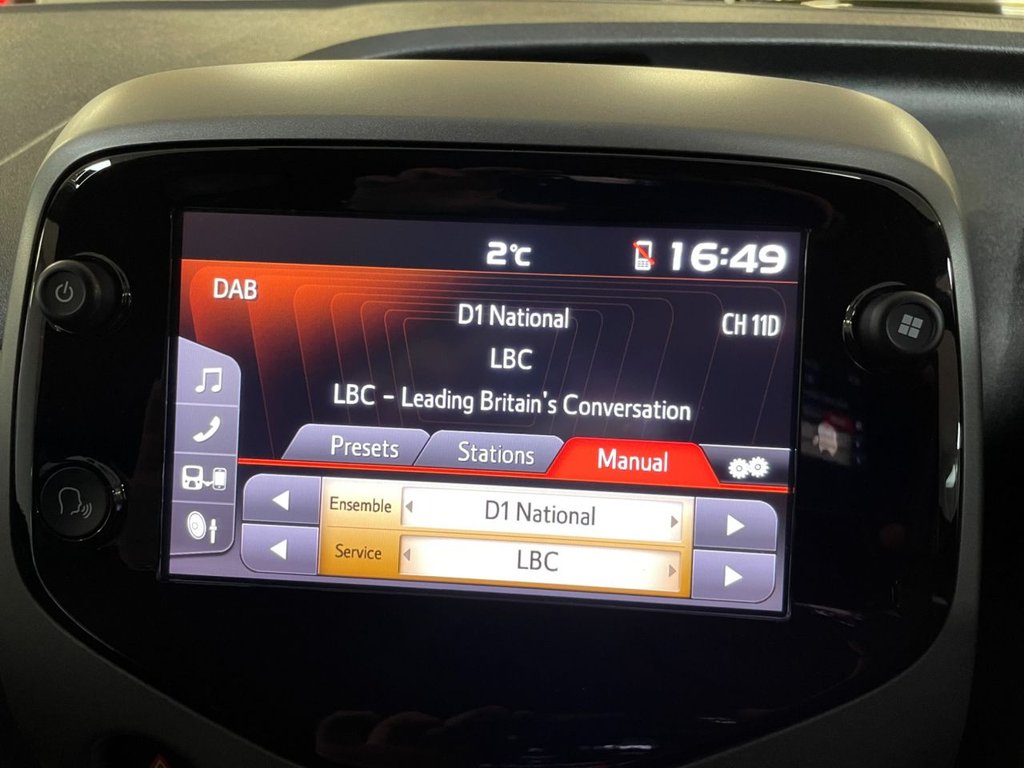 2°C 16:49
DAB
D1 National
CH 11D
LBC
LBC - Leading Britain's Conversation
Presets Stations Manual
Ensemble D1 National
Service LBC